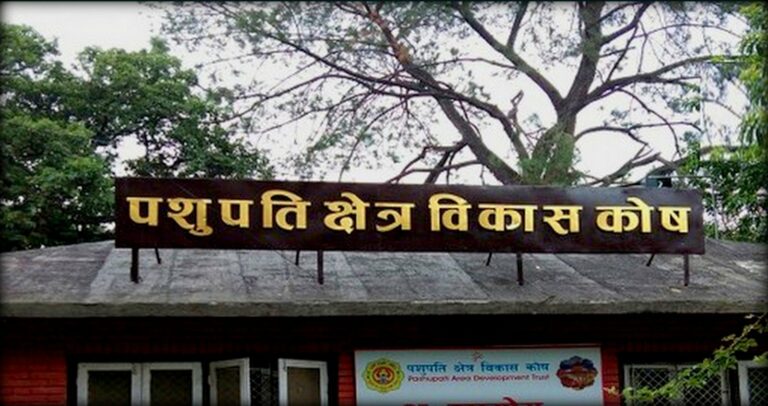 पशुपति क्षेत्र विकास कोष
पशुपति क्षेत्र विकास कोष
Pashupati Area Development Trust